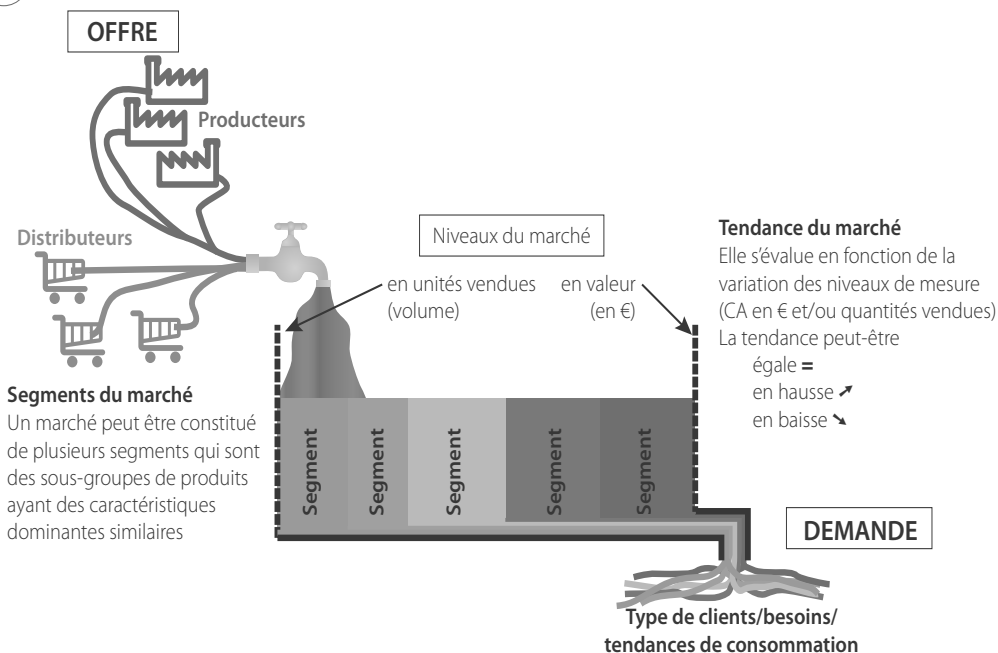 OFFRE
Producteurs
Distributeurs
Niveaux du marché
en unités vendues
(volume)
en valeur
(en €)
Tendance du marché
Elle s'évalue en fonction de la
variation des niveaux de mesure
(CA en € et/ou quantités vendues)
La tendance peut-être
égale =
en hausse ➚
en baisse ➘
Segments du marché
Un marché peut être constitué
de plusieurs segments qui sont
des sous-groupes de produits
ayant des caractéristiques
dominantes similaires
Segment
Segment
Segment
Segment
Segment
DEMANDE
Type de clients/besoins/
tendances de consommation